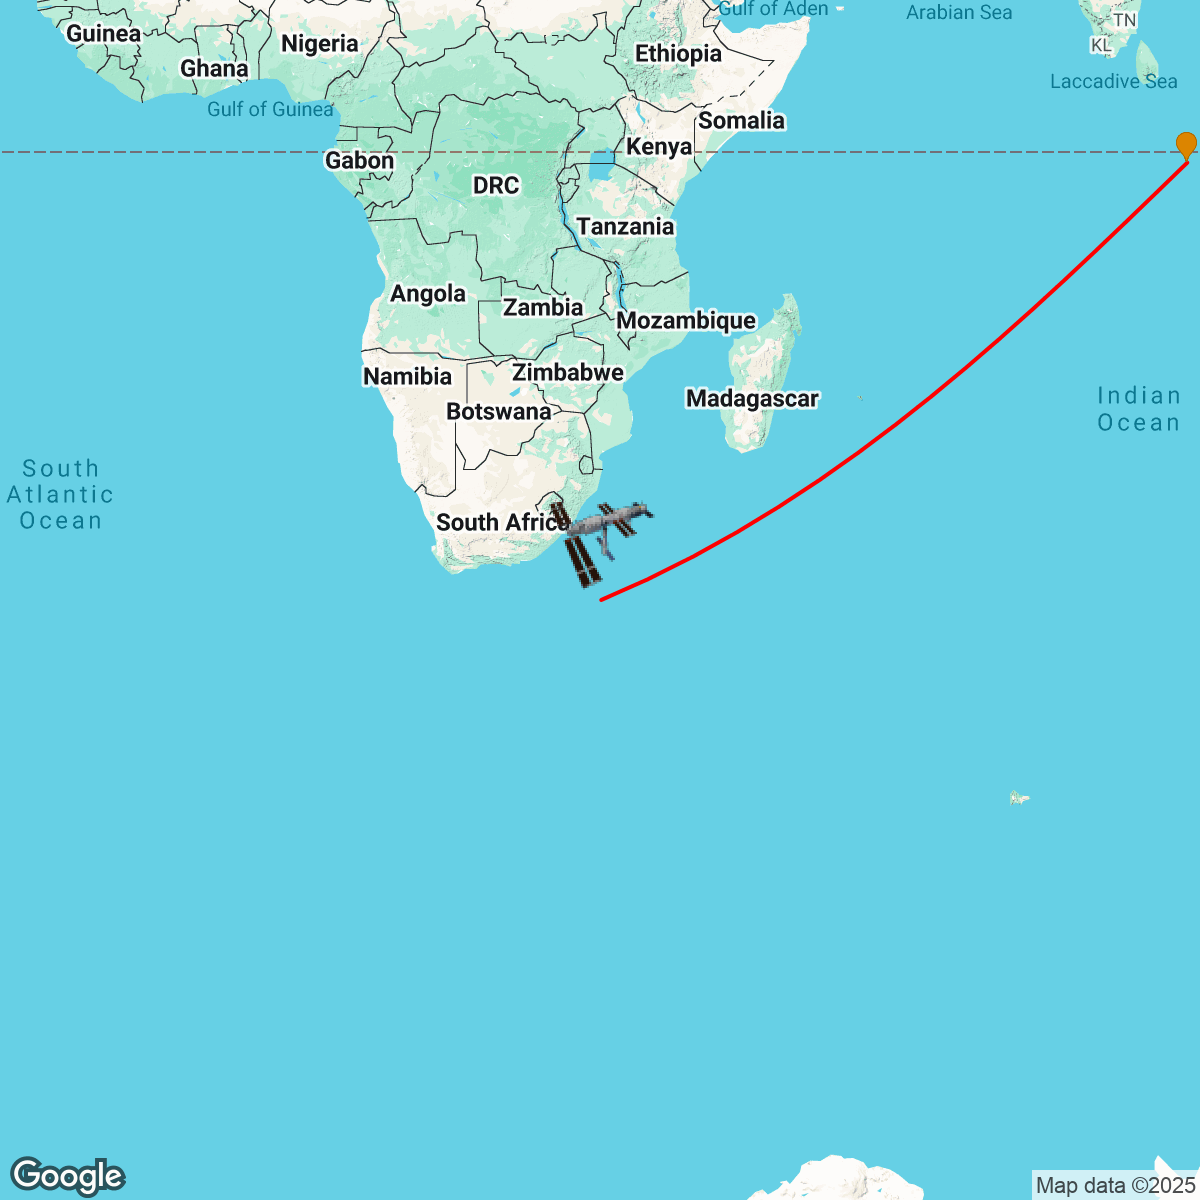 Gulf of Aden
Arabian Sea
TN
Guinea
Nigeria
KL
Ethiopia
Ghana
Laccadive Sea
Gulf of Guinea
Somalia
Kenya
Gabon
DRC
Tanzania
Angola
Zambia
Mozambique
Zimbabwe
Namibia
Madagascar
Indian
Ocean
Botswana
South
Atlantic
Ocean
South Africa
Google
Map data ©2025